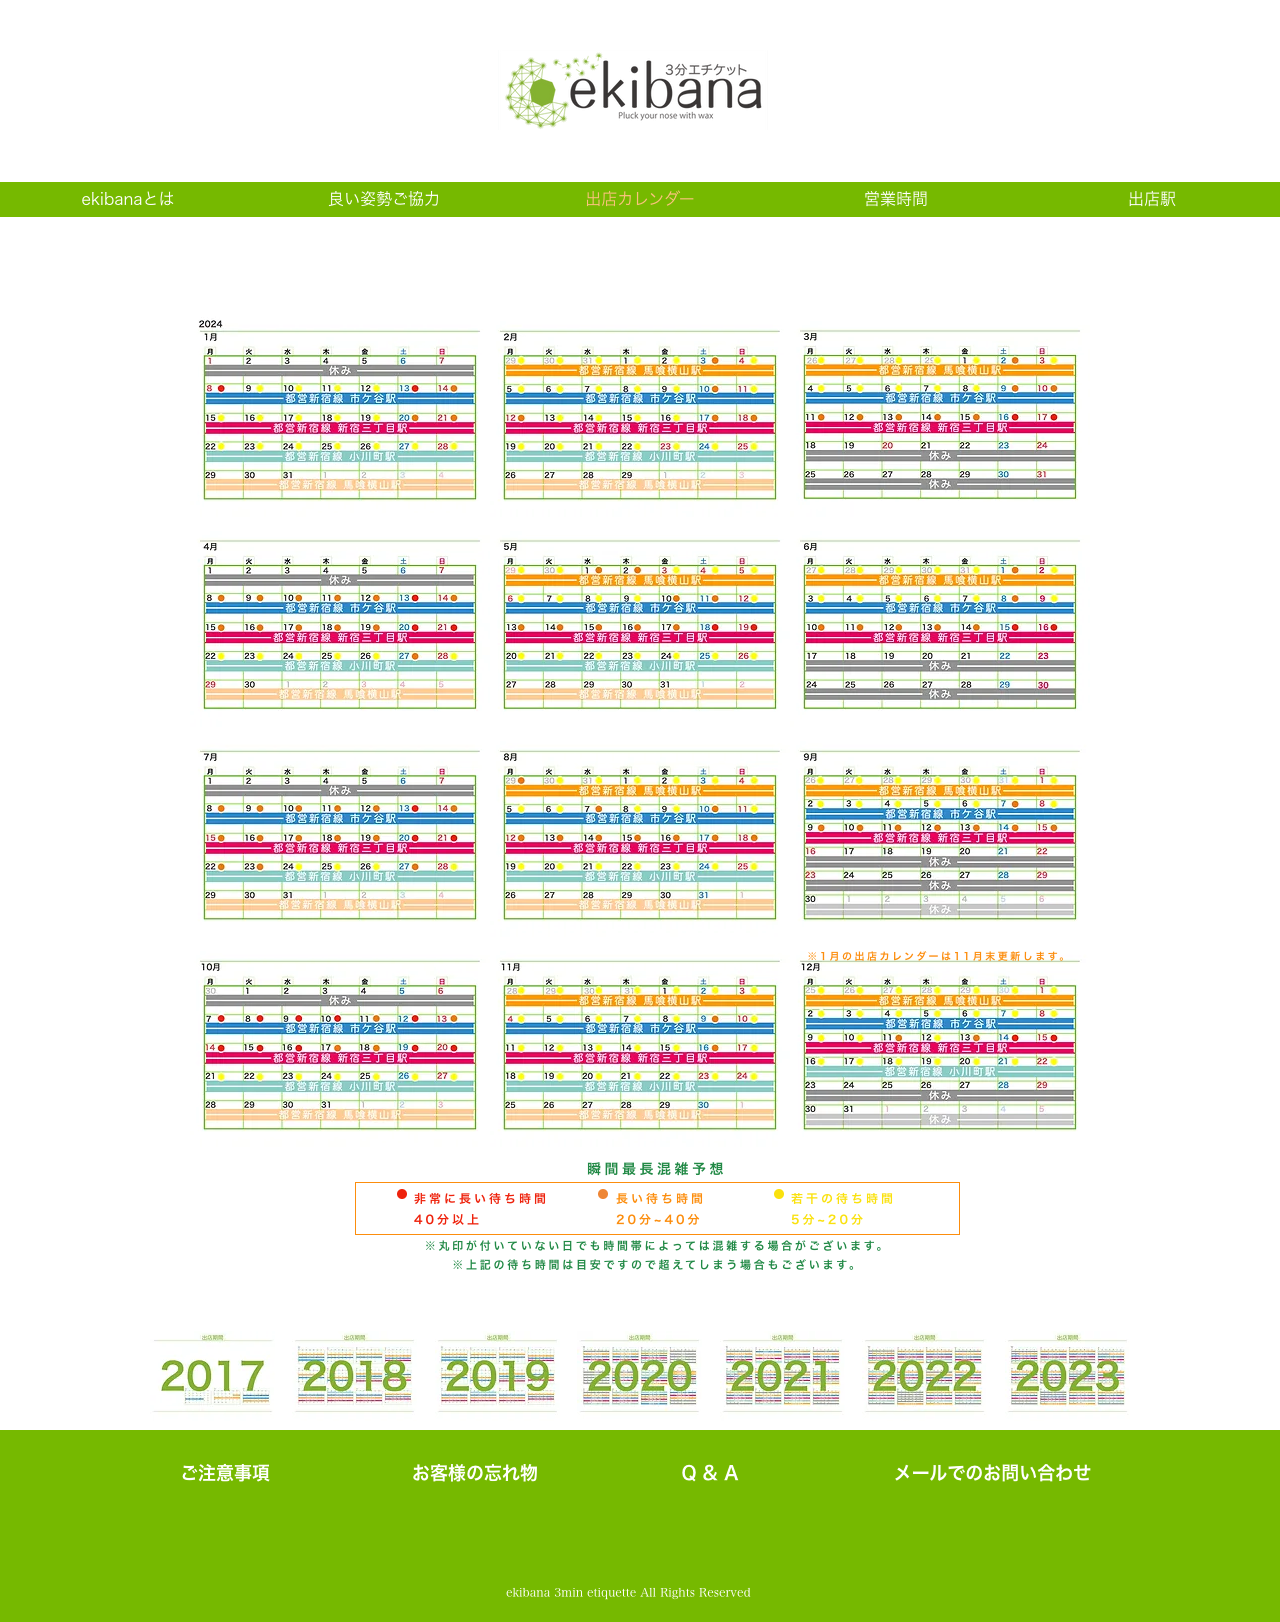 3分エチケット
ekibana
Pluck your nose with wax
ekibanaとは 良い姿勢ご協力 出店カレンダー 営業時間 出店駅
2024
1月
月 火 水 木 金 土 日
1 2 3 4 5 6 7
休み
8 9 10 11 12 13 14
都営新宿線 市ケ谷駅
15 16 17 18 19 20 21
都営新宿線 新宿三丁目駅
22 23 24 25 26 27 28
都営新宿線 小川町駅
29 30 31 1 2 3 4
都営新宿線 馬喰横山駅
2月
月 火 水 木 金 土 日
29 30 31 1 2 3 4
都営新宿線 馬喰横山駅
5 6 7 8 9 10 11
都営新宿線 市ケ谷駅
12 13 14 15 16 17 18
都営新宿線 新宿三丁目駅
19 20 21 22 23 24 25
都営新宿線 小川町駅
26 27 28 29 1 2 3
都営新宿線 馬喰横山駅
3月
月 火 水 木 金 土 日
26 27 28 29 1 2 3
都営新宿線 馬喰横山駅
4 5 6 7 8 9 10
都営新宿線 市ケ谷駅
11 12 13 14 15 16 17
都営新宿線 新宿三丁目駅
18 19 20 21 22 23 24
休み
25 26 27 28 29 30 31
休み
4月
月 火 水 木 金 土 日
1 2 3 4 5 6 7
休み
8 9 10 11 12 13 14
都営新宿線 市ケ谷駅
15 16 17 18 19 20 21
都営新宿線 新宿三丁目駅
22 23 24 25 26 27 28
都営新宿線 小川町駅
29 30 1 2 3 4 5
都営新宿線 馬喰横山駅
5月
月 火 水 木 金 土 日
29 30 1 2 3 4 5
都営新宿線 馬喰横山駅
6 7 8 9 10 11 12
都営新宿線 市ケ谷駅
13 14 15 16 17 18 19
都営新宿線 新宿三丁目駅
20 21 22 23 24 25 26
都営新宿線 小川町駅
27 28 29 30 31 1 2
都営新宿線 馬喰横山駅
6月
月 火 水 木 金 土 日
27 28 29 30 31 1 2
都営新宿線 馬喰横山駅
3 4 5 6 7 8 9
都営新宿線 市ケ谷駅
10 11 12 13 14 15 16
都営新宿線 新宿三丁目駅
17 18 19 20 21 22 23
休み
24 25 26 27 28 29 30
休み
7月
月 火 水 木 金 土 日
1 2 3 4 5 6 7
休み
8 9 10 11 12 13 14
都営新宿線 市ケ谷駅
15 16 17 18 19 20 21
都営新宿線 新宿三丁目駅
22 23 24 25 26 27 28
都営新宿線 小川町駅
29 30 31 1 2 3 4
都営新宿線 馬喰横山駅
8月
月 火 水 木 金 土 日
29 30 31 1 2 3 4
都営新宿線 馬喰横山駅
5 6 7 8 9 10 11
都営新宿線 市ケ谷駅
12 13 14 15 16 17 18
都営新宿線 新宿三丁目駅
19 20 21 22 23 24 25
都営新宿線 小川町駅
26 27 28 29 30 31 1
都営新宿線 馬喰横山駅
9月
月 火 水 木 金 土 日
26 27 28 29 30 31 1
都営新宿線 馬喰横山駅
2 3 4 5 6 7 8
都営新宿線 市ケ谷駅
9 10 11 12 13 14 15
都営新宿線 新宿三丁目駅
16 17 18 19 20 21 22
休み
23 24 25 26 27 28 29
休み
30 1 2 3 4 5 6
休み
10月
月 火 水 木 金 土 日
30 1 2 3 4 5 6
休み
7 8 9 10 11 12 13
都営新宿線 市ケ谷駅
14 15 16 17 18 19 20
都営新宿線 新宿三丁目駅
21 22 23 24 25 26 27
都営新宿線 小川町駅
28 29 30 31 1 2 3
都営新宿線 馬喰横山駅
11月
月 火 水 木 金 土 日
28 29 30 31 1 2 3
都営新宿線 馬喰横山駅
4 5 6 7 8 9 10
都営新宿線 市ケ谷駅
11 12 13 14 15 16 17
都営新宿線 新宿三丁目駅
18 19 20 21 22 23 24
都営新宿線 小川町駅
25 26 27 28 29 30 1
都営新宿線 馬喰横山駅
※1月の出店カレンダーは11月末更新します。
12月
月 火 水 木 金 土 日
25 26 27 28 29 30 1
都営新宿線 馬喰横山駅
2 3 4 5 6 7 8
都営新宿線 市ケ谷駅
9 10 11 12 13 14 15
都営新宿線 新宿三丁目駅
16 17 18 19 20 21 22
都営新宿線 小川町駅
23 24 25 26 27 28 29
休み
30 31 1 2 3 4 5
休み
瞬間最長混雑予想
非常に長い待ち時間 長い待ち時間 若干の待ち時間
40分以上 20分~40分 5分~20分
※丸印が付いていない日でも時間帯によっては混雑する場合がございます。
※上記の待ち時間は目安ですので超えてしまう場合もございます。
出店期間 出店期間 出店期間 出店期間 出店期間 出店期間 出店期間
2017 2018 2019 2020 2021 2022 2023
ご注意事項 お客様の忘れ物 Q & A メールでのお問い合わせ
ekibana 3min etiquette All Rights Reserved